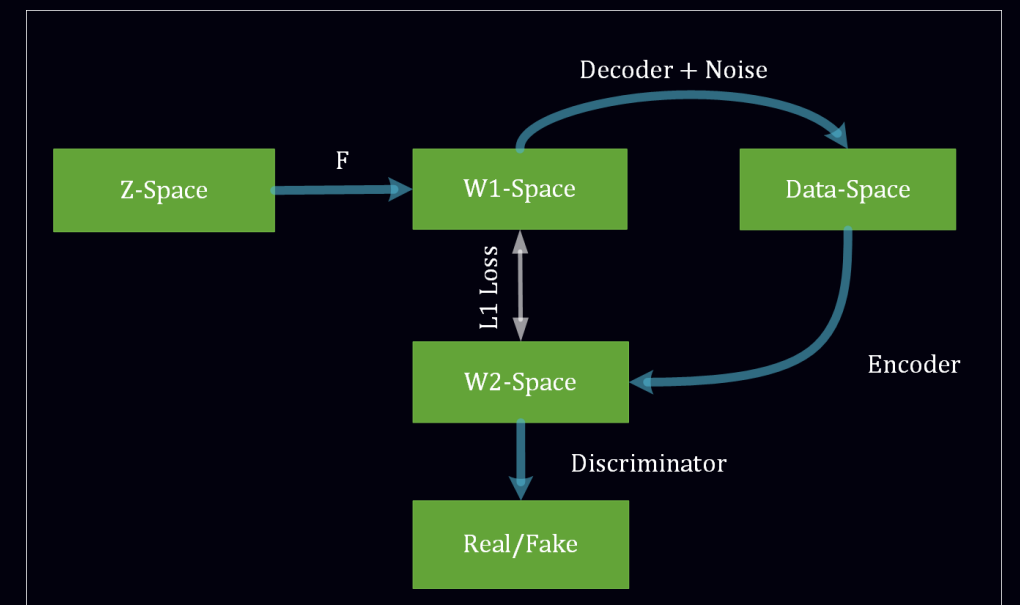 Decoder + Noise
Z-Space
F
W1-Space
Data-Space
L1 Loss
W2-Space
Encoder
Discriminator
Real/Fake